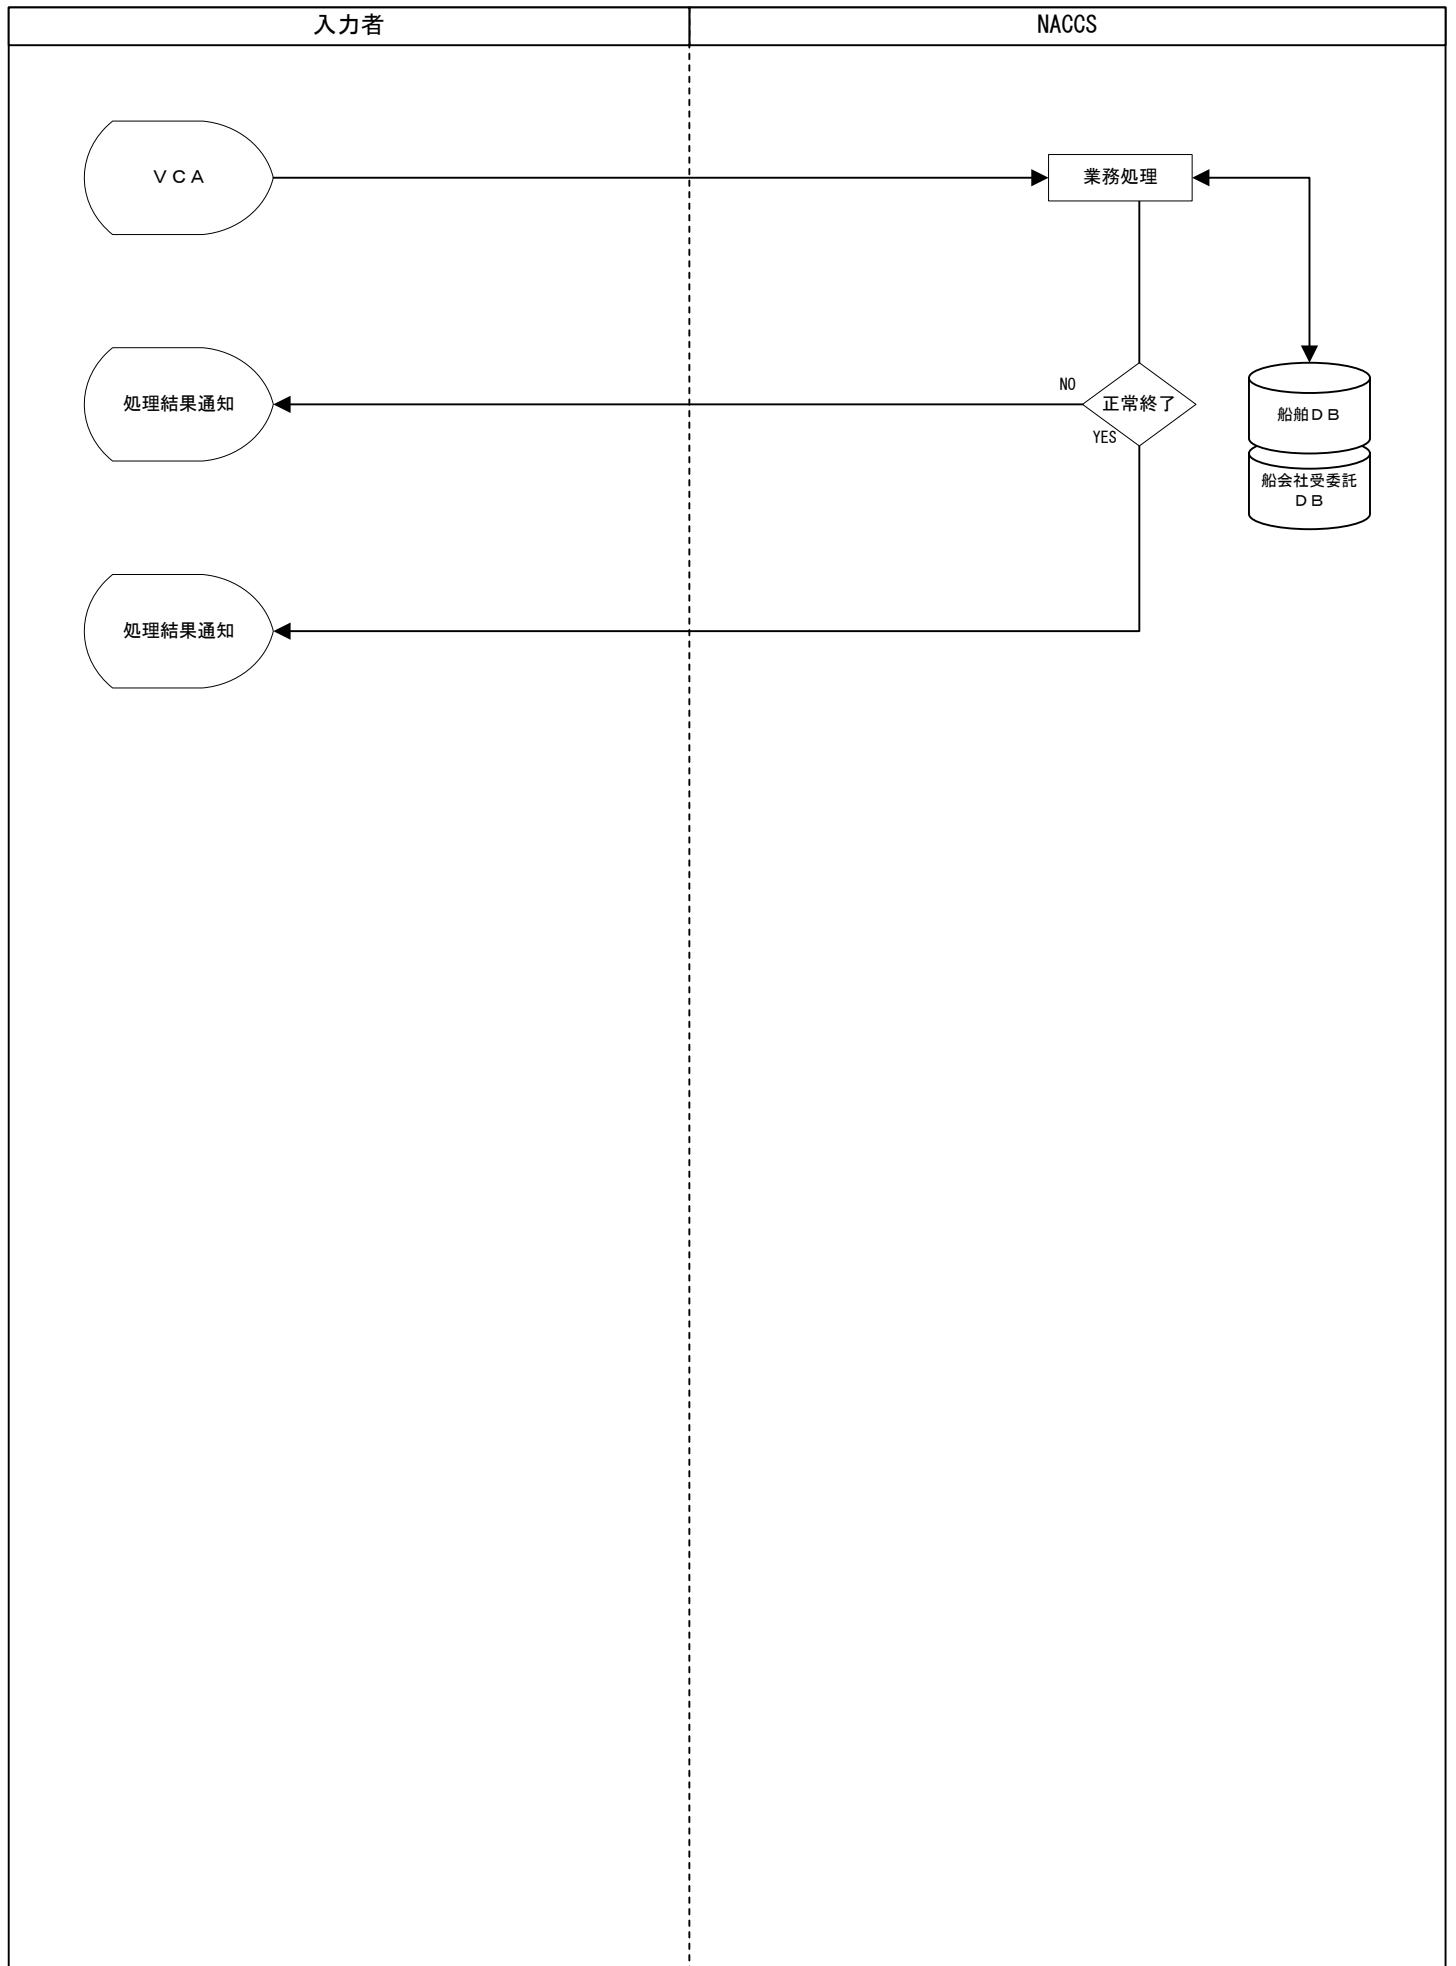 入力者
NACCS
ＶＣＡ
業務処理
処理結果通知
NO
正常終了
YES
船舶ＤＢ
船会社受委託
ＤＢ
処理結果通知